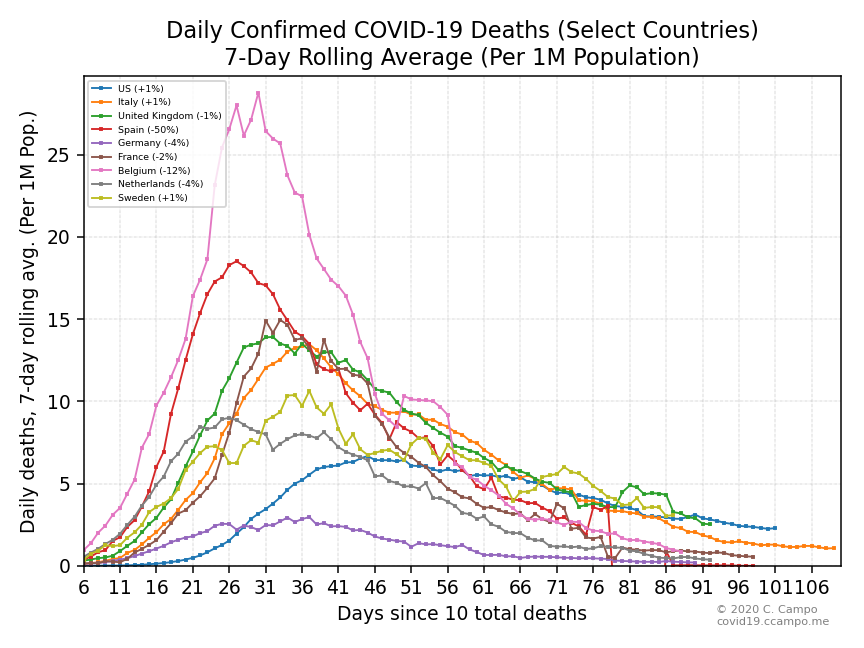 Daily Confirmed COVID-19 Deaths (Select Countries)
7-Day Rolling Average (Per 1M Population)
US (+1%)
Italy (+1%)
United Kingdom (-1%)
Spain (-50%)
Germany (-4%)
France (-2%)
Belgium (-12%)
Netherlands (-4%)
Sweden (+1%)
Daily deaths, 7-day rolling avg. (Per 1M Pop.)
25
20
15
10
5
0
6 11 16 21 26 31 36 41 46 51 56 61 66 71 76 81 86 91 96 101 106
Days since 10 total deaths
© 2020 C. Campo
covid19.ccampo.me